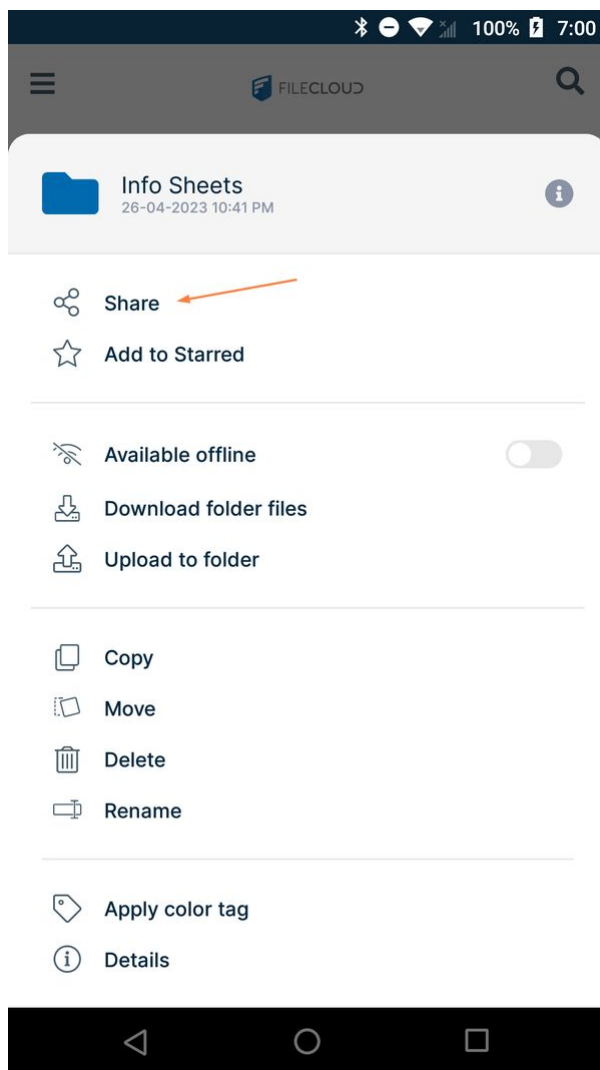 100% 7:00
FILECLOUD
Info Sheets
26-04-2023 10:41 PM
Share
Add to Starred
Available offline
Download folder files
Upload to folder
Copy
Move
Delete
Rename
Apply color tag
Details